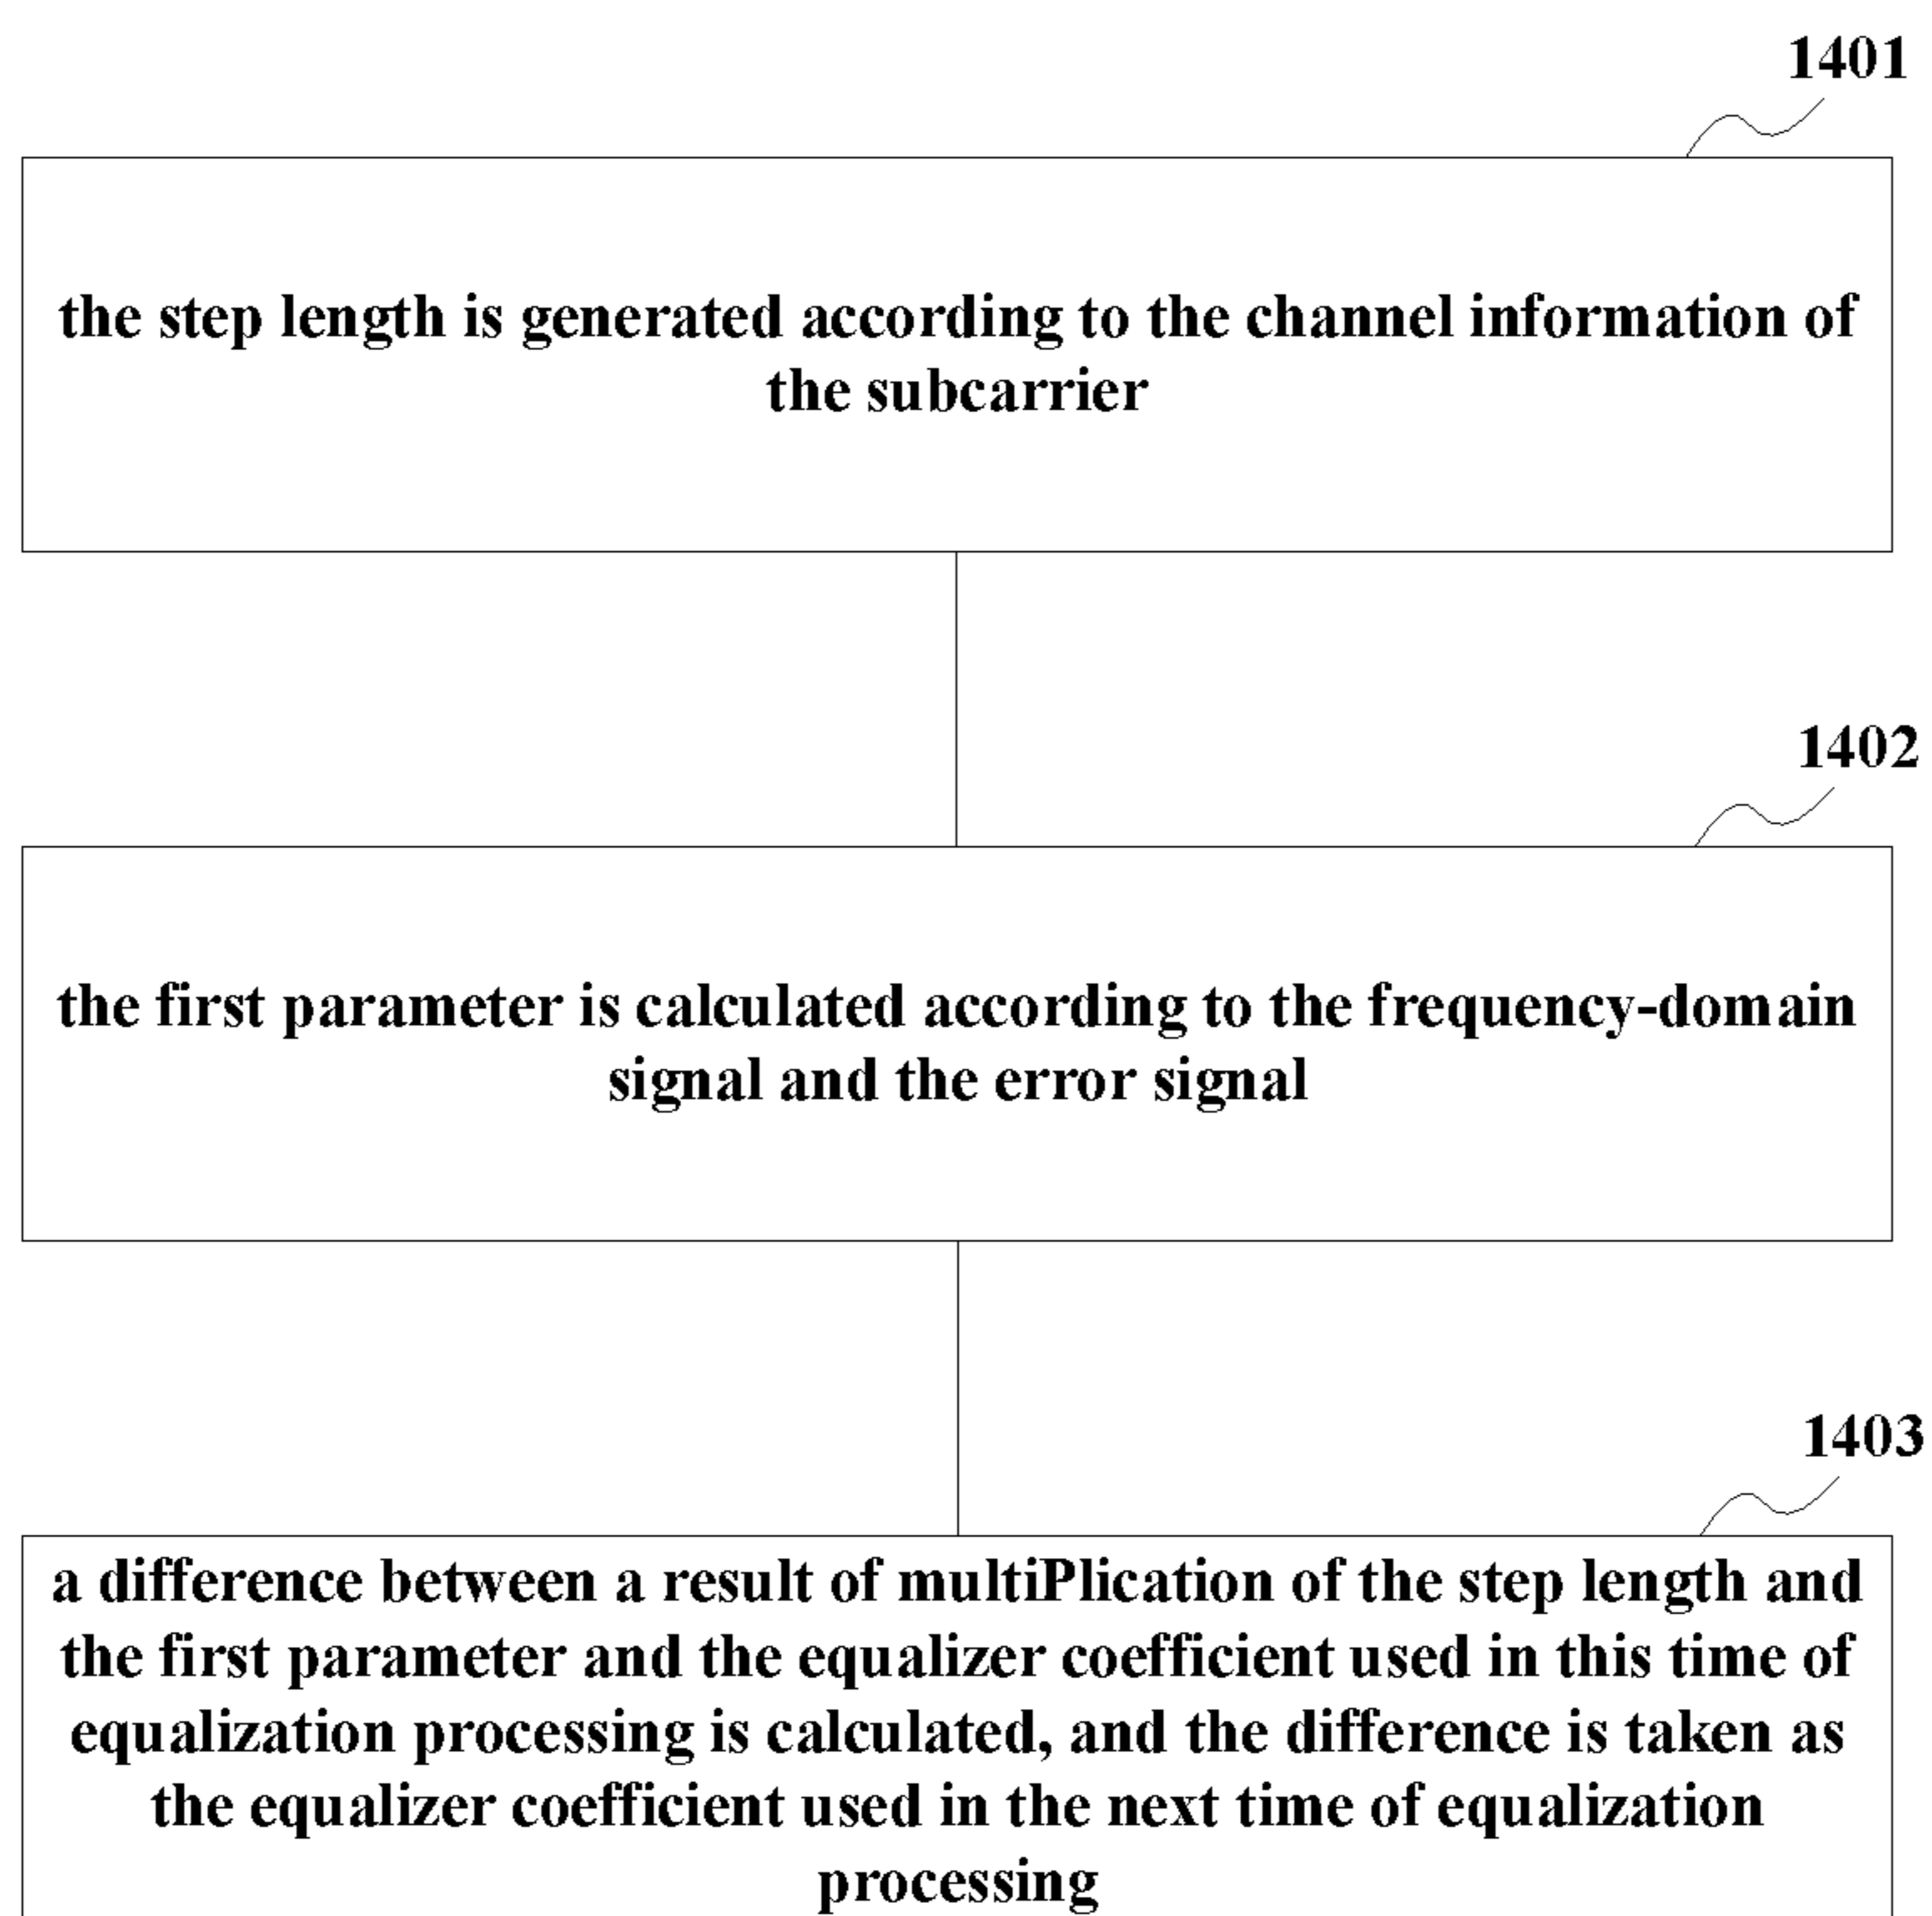 1401
the step length is generated according to the channel information of
the subcarrier
1402
the first parameter is calculated according to the frequency-domain
signal and the error signal
1403
a difference between a result of multiPlication of the step length and
the first parameter and the equalizer coefficient used in this time of
equalization processing is calculated, and the difference is taken as
the equalizer coefficient used in the next time of equalization
processing